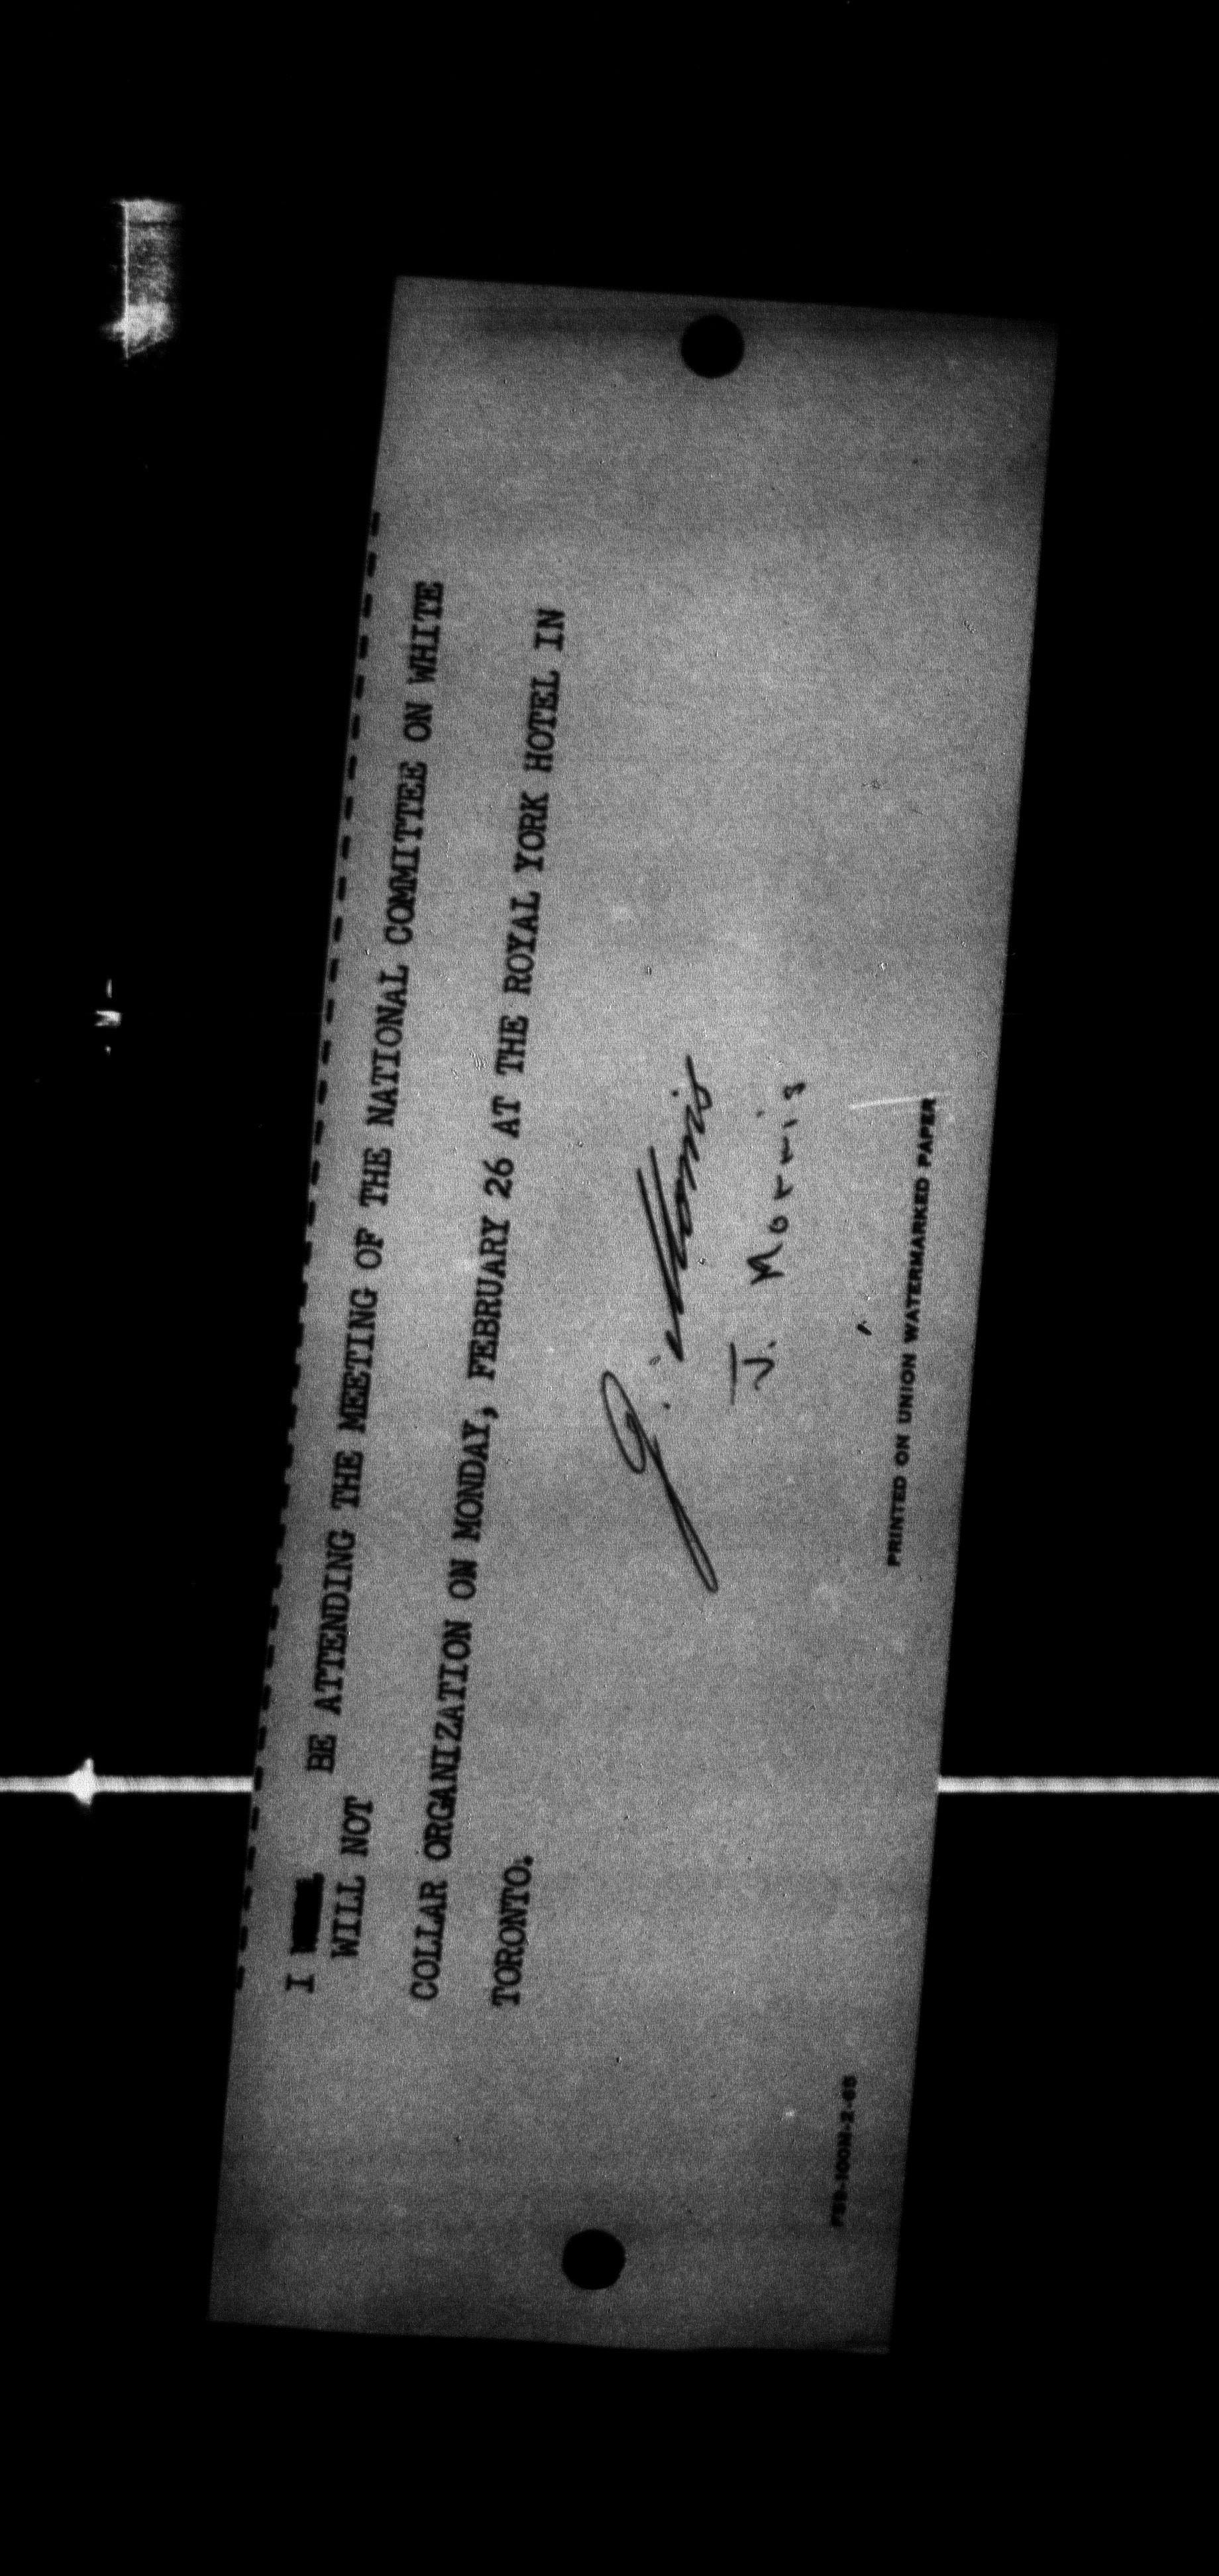 I BE ATTENDING THE MEETING OF THE NATIONAL COMMITTEE ON WHITE
WILL NOT
COLLAR ORGANIZATION ON MONDAY, FEBRUARY 26 AT THE ROYAL YORK HOTEL IN
TORONTO.
J. Morris
J. Morris
PRINTED ON UNION WATERMARKED PAPER